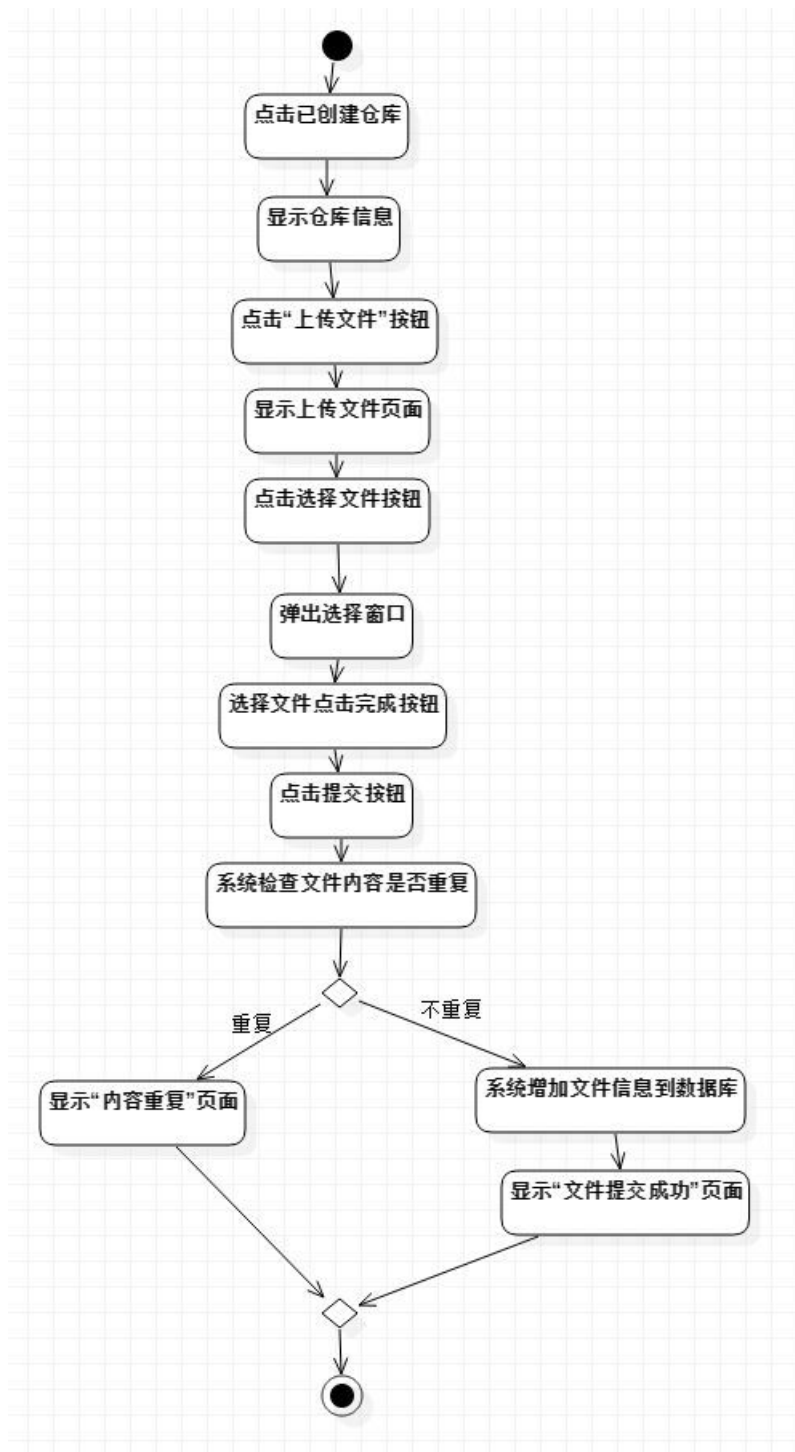 点击已创建仓库
显示仓库信息
点击“上传文件”按钮
显示上传文件页面
点击选择文件按钮
弹出选择窗口
选择文件点击完成按钮
点击提交按钮
系统检查文件内容是否重复
重复
不重复
显示“内容重复”页面
系统增加文件信息到数据库
显示“文件提交成功”页面